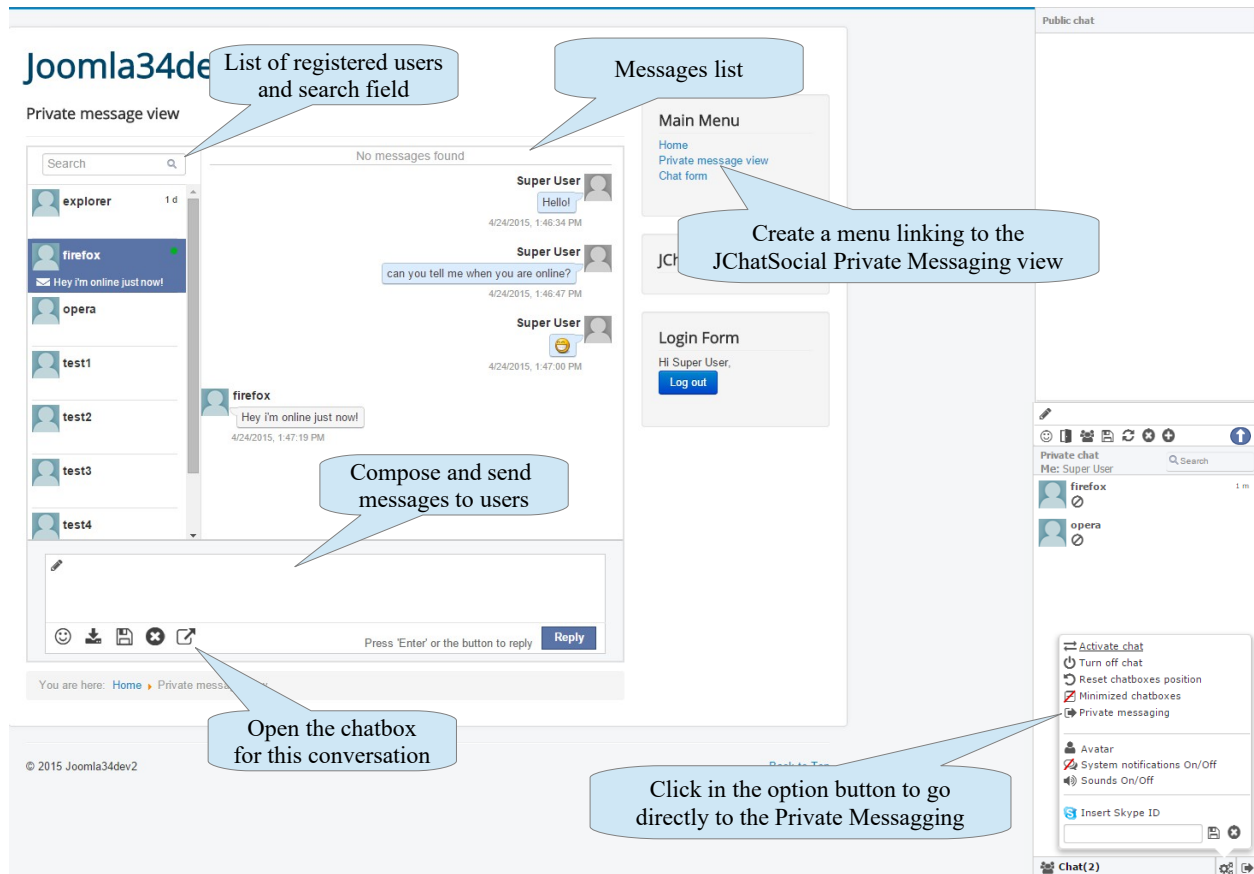 Public chat
Joomla34de
List of registered users
and search field
Messages list
Private message view
Main Menu
Home
Private message view
Chat form
Search
No messages found
explorer 1 d
firefox
Hey i'm online just now!
opera
test1
test2
test3
test4
Super User
Hello!
4/24/2015, 1:46:34 PM
Super User
can you tell me when you are online?
4/24/2015, 1:46:47 PM
Super User
4/24/2015, 1:47:00 PM
firefox
Hey i'm online just now!
4/24/2015, 1:47:19 PM
Create a menu linking to the
JChatSocial Private Messaging view
JCh
Login Form
Hi Super User,
Log out
Compose and send
messages to users
Press 'Enter' or the button to reply Reply
You are here: Home Private messa
Open the chatbox
for this conversation
© 2015 Joomla34dev2
Back to Top
Click in the option button to go
directly to the Private Messagging
Private chat
Me: Super User
Search
firefox 1 m
opera
Activate chat
Turn off chat
Reset chatboxes position
Minimized chatboxes
Private messaging
Avatar
System notifications On/Off
Sounds On/Off
Insert Skype ID
Chat(2)